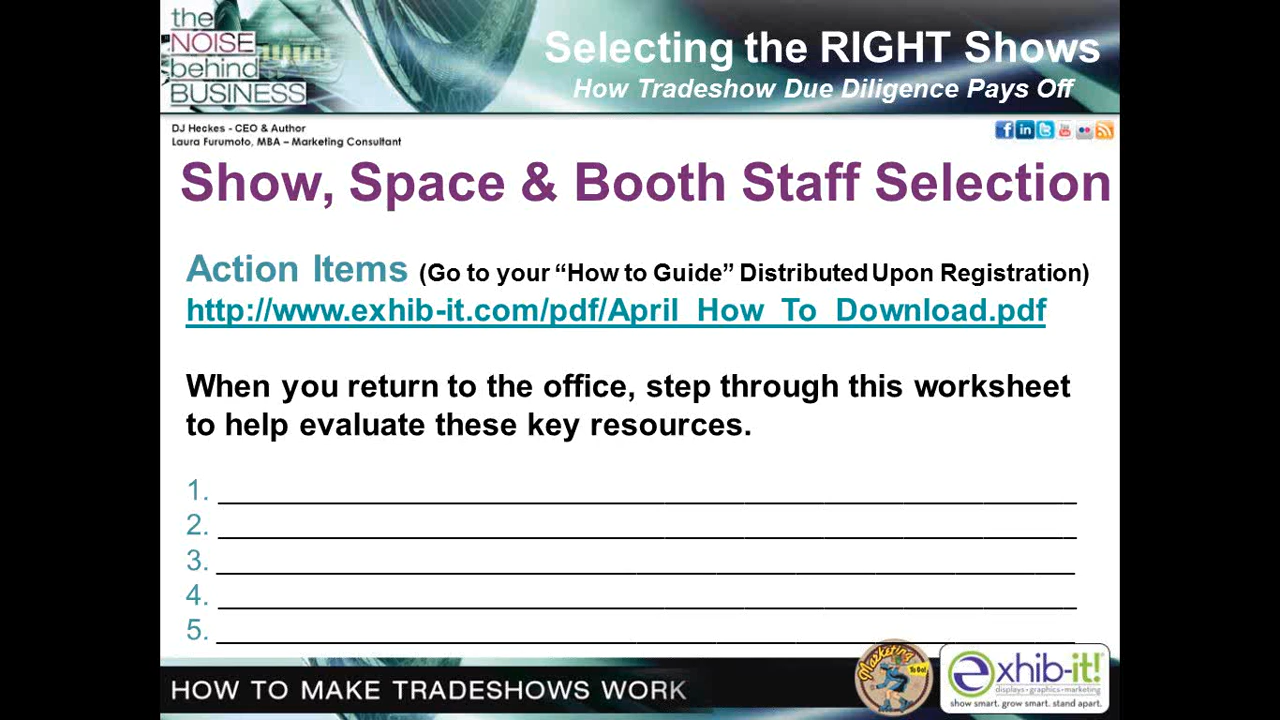 the
NOISE
behind
BUSINESS
Selecting the RIGHT Shows
How Tradeshow Due Diligence Pays Off
DJ Heckes - CEO & Author
Laura Furumoto, MBA – Marketing Consultant
Show, Space & Booth Staff Selection
Action Items (Go to your “How to Guide” Distributed Upon Registration)
http://www.exhib-it.com/pdf/April_How_To_Download.pdf
When you return to the office, step through this worksheet
to help evaluate these key resources.
1.
2.
3.
4.
5.
HOW TO MAKE TRADESHOWS WORK
Marketing
To Go!
exhib-it!
displays • graphics • marketing
show smart. grow smart. stand apart.